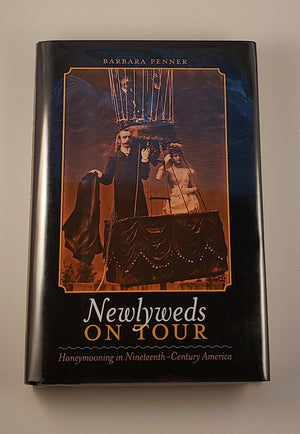 BARBARA PENNER
Newlyweds
ON TOUR
Honeymooning in Nineteenth-Century America